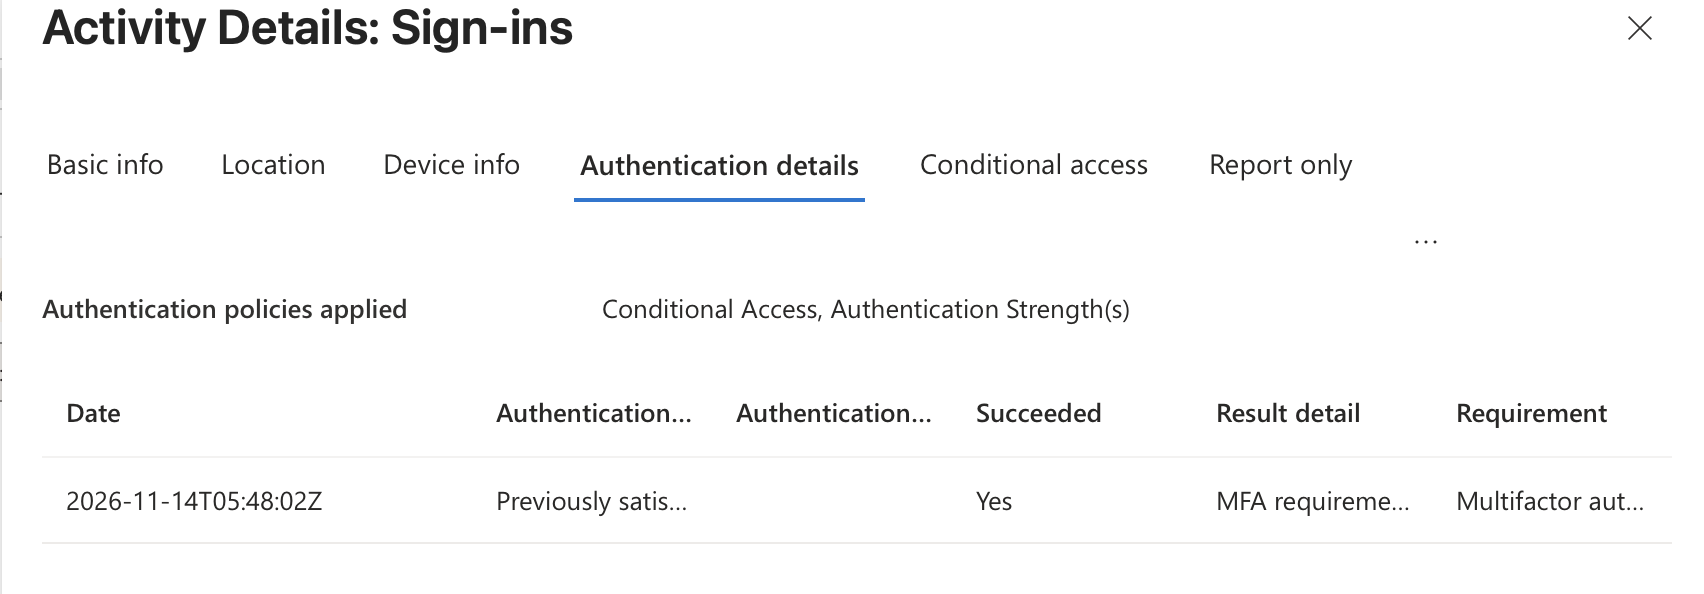 Activity Details: Sign-ins
Basic info Location Device info Authentication details Conditional access Report only
...
Authentication policies applied Conditional Access, Authentication Strength(s)
Date Authentication... Authentication... Succeeded Result detail Requirement
2026-11-14T05:48:02Z Previously satis... Yes MFA requireme... Multifactor aut...